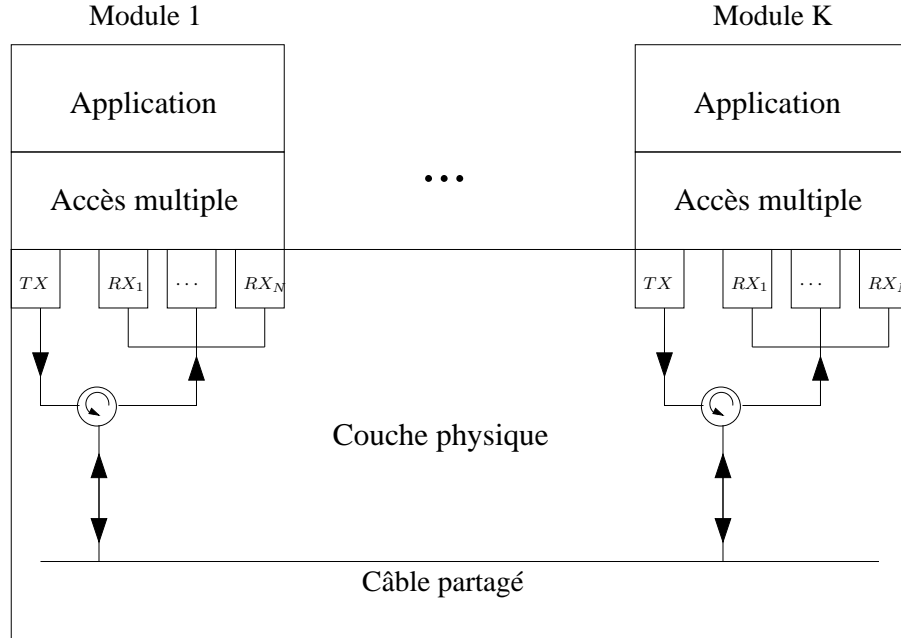 Module 1
Module K
Application
Application
...
Accès multiple
Accès multiple
TX
RX1
...
RXN
TX
RX1
...
Couche physique
Câble partagé